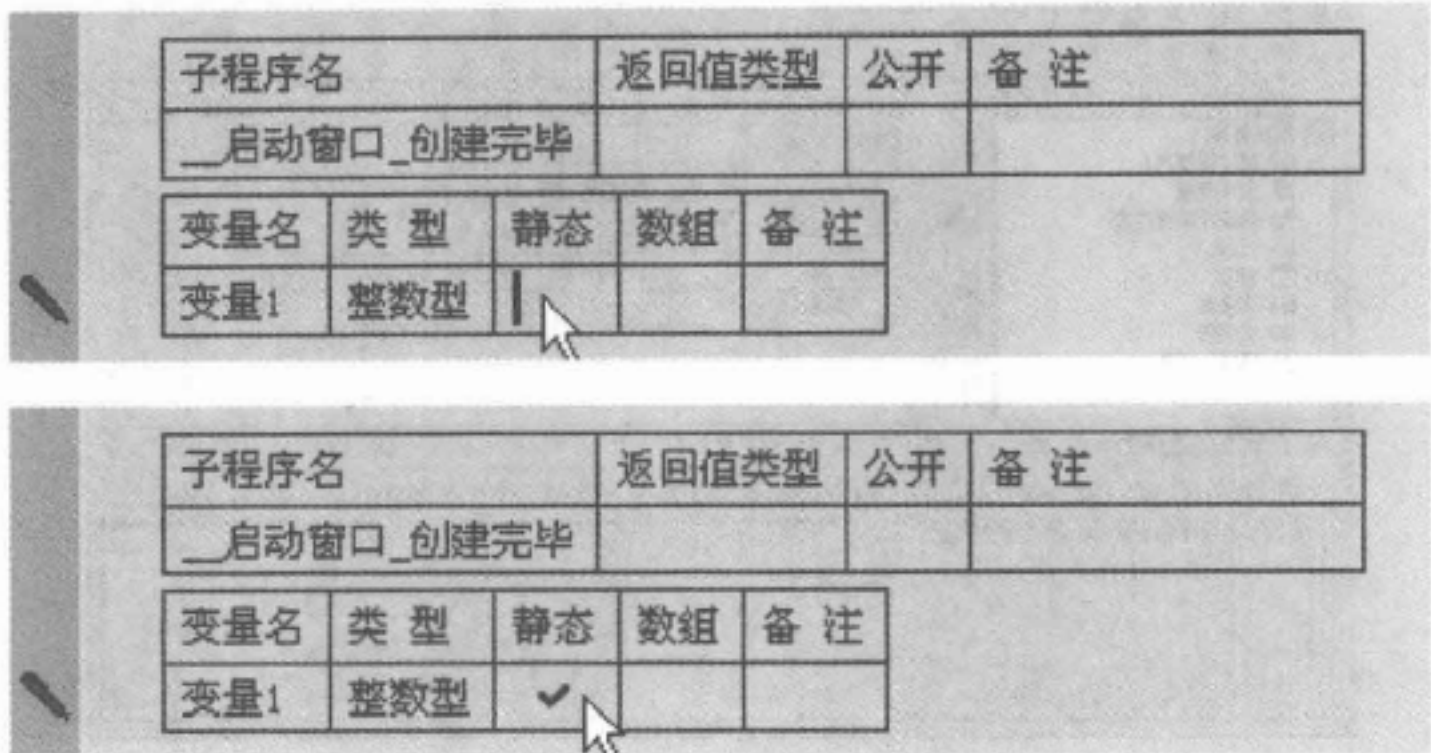 子程序名 返回值类型 公开 备 注
__启动窗口_创建完毕
变量名 类 型 静态 数组 备 注
变量1 整数型
子程序名 返回值类型 公开 备 注
__启动窗口_创建完毕
变量名 类 型 静态 数组 备 注
变量1 整数型 ✓